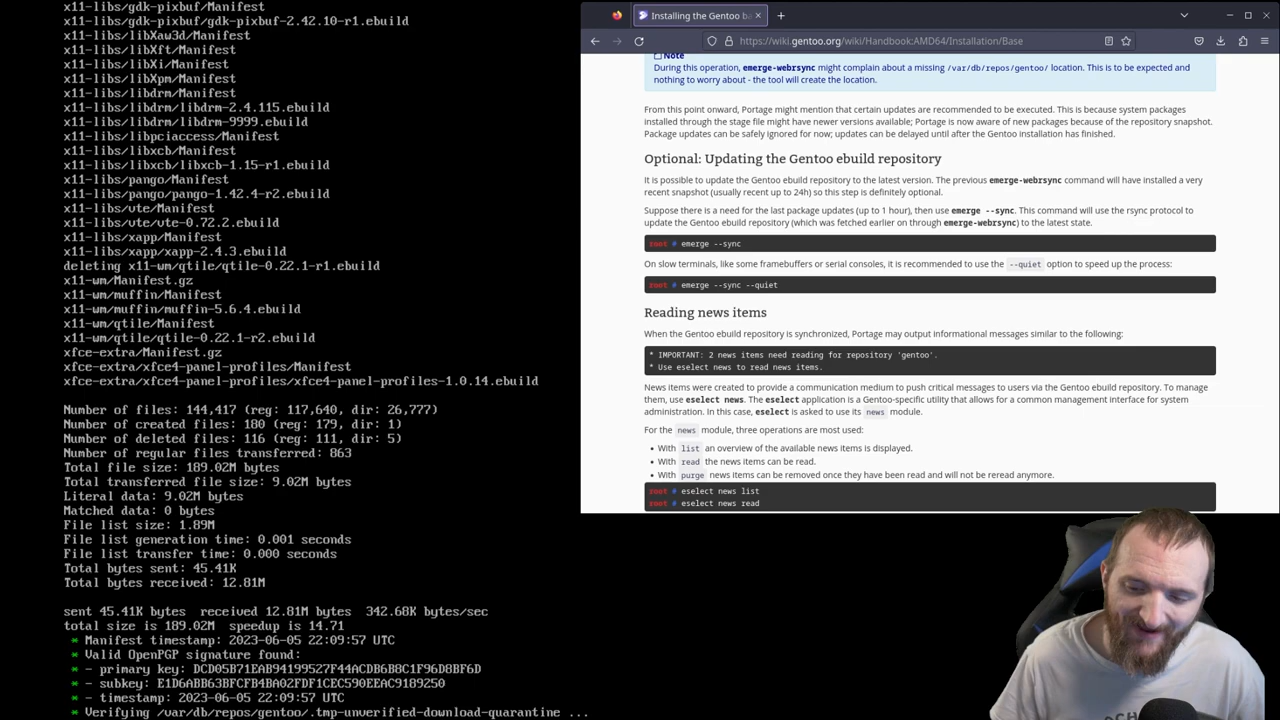 x11-libs/gdk-pixbuf/Manifest
x11-libs/gdk-pixbuf/gdk-pixbuf-2.42.10-r1.ebuild
x11-libs/libXaw3d/Manifest
x11-libs/libXft/Manifest
x11-libs/libXi/Manifest
x11-libs/libXpm/Manifest
x11-libs/libdrm/Manifest
x11-libs/libdrm/libdrm-2.4.115.ebuild
x11-libs/libdrm/libdrm-9999.ebuild
x11-libs/libpciaccess/Manifest
x11-libs/libxcb/Manifest
x11-libs/libxcb/libxcb-1.15-r1.ebuild
x11-libs/pango/Manifest
x11-libs/pango/pango-1.42.4-r2.ebuild
x11-libs/vte/Manifest
x11-libs/vte/vte-0.72.2.ebuild
x11-libs/xapp/Manifest
x11-libs/xapp/xapp-2.4.3.ebuild
deleting x11-wm/qtile/qtile-0.22.1-r1.ebuild
x11-wm/Manifest.gz
x11-wm/muffin/Manifest
x11-wm/muffin/muffin-5.6.4.ebuild
x11-wm/qtile/Manifest
x11-wm/qtile/qtile-0.22.1-r2.ebuild
xfce-extra/Manifest.gz
xfce-extra/xfce4-panel-profiles/Manifest
xfce-extra/xfce4-panel-profiles/xfce4-panel-profiles-1.0.14.ebuild
Number of files: 144,417 (reg: 117,640, dir: 26,777)
Number of created files: 180 (reg: 179, dir: 1)
Number of deleted files: 116 (reg: 111, dir: 5)
Number of regular files transferred: 863
Total file size: 189.02M bytes
Total transferred file size: 9.02M bytes
Literal data: 9.02M bytes
Matched data: 0 bytes
File list size: 1.89M
File list generation time: 0.001 seconds
File list transfer time: 0.000 seconds
Total bytes sent: 45.41K
Total bytes received: 12.81M
sent 45.41K bytes  received 12.81M bytes  342.68K bytes/sec
total size is 189.02M  speedup is 14.71
* Manifest timestamp: 2023-06-05 22:09:57 UTC
* Valid OpenPGP signature found:
* - primary key: DCD05B71EAB94199527F44ACDB6B8C1F96D8BF6D
* - subkey: E1D6ABB63BFCFB4BA02FDF1CEC590EEAC9189250
* - timestamp: 2023-06-05 22:09:57 UTC
* Verifying /var/db/repos/gentoo/.tmp-unverified-download-quarantine ...
Installing the Gentoo ba
https://wiki.gentoo.org/wiki/Handbook:AMD64/Installation/Base
Note
During this operation, emerge-webrsync might complain about a missing /var/db/repos/gentoo/ location. This is to be expected and
nothing to worry about - the tool will create the location.
From this point onward, Portage might mention that certain updates are recommended to be executed. This is because system packages
installed through the stage file might have newer versions available; Portage is now aware of new packages because of the repository snapshot.
Package updates can be safely ignored for now; updates can be delayed until after the Gentoo installation has finished.
Optional: Updating the Gentoo ebuild repository
It is possible to update the Gentoo ebuild repository to the latest version. The previous emerge-webrsync command will have installed a very
recent snapshot (usually recent up to 24h) so this step is definitely optional.
Suppose there is a need for the last package updates (up to 1 hour), then use emerge --sync. This command will use the rsync protocol to
update the Gentoo ebuild repository (which was fetched earlier on through emerge-webrsync) to the latest state.
root # emerge --sync
On slow terminals, like some framebuffers or serial consoles, it is recommended to use the --quiet option to speed up the process:
root # emerge --sync --quiet
Reading news items
When the Gentoo ebuild repository is synchronized, Portage may output informational messages similar to the following:
* IMPORTANT: 2 news items need reading for repository 'gentoo'.
* Use eselect news to read news items.
News items were created to provide a communication medium to push critical messages to users via the Gentoo ebuild repository. To manage
them, use eselect news. The eselect application is a Gentoo-specific utility that allows for a common management interface for system
administration. In this case, eselect is asked to use its news module.
For the news module, three operations are most used:
• With list an overview of the available news items is displayed.
• With read the news items can be read.
• With purge news items can be removed once they have been read and will not be reread anymore.
root # eselect news list
root # eselect news read